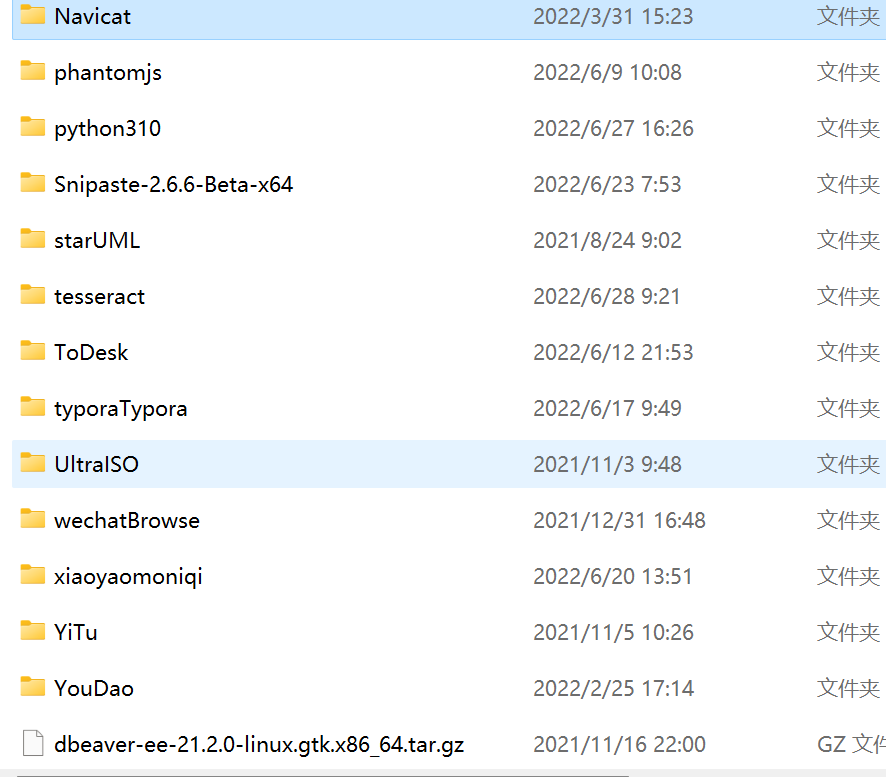 Navicat 2022/3/31 15:23 文件夹
phantomjs 2022/6/9 10:08 文件夹
python310 2022/6/27 16:26 文件夹
Snipaste-2.6.6-Beta-x64 2022/6/23 7:53 文件夹
starUML 2021/8/24 9:02 文件夹
tesseract 2022/6/28 9:21 文件夹
ToDesk 2022/6/12 21:53 文件夹
typoraTypora 2022/6/17 9:49 文件夹
UltraISO 2021/11/3 9:48 文件夹
wechatBrowse 2021/12/31 16:48 文件夹
xiaoyaomoniqi 2022/6/20 13:51 文件夹
YiTu 2021/11/5 10:26 文件夹
YouDao 2022/2/25 17:14 文件夹
dbeaver-ee-21.2.0-linux.gtk.x86_64.tar.gz 2021/11/16 22:00 GZ 文件